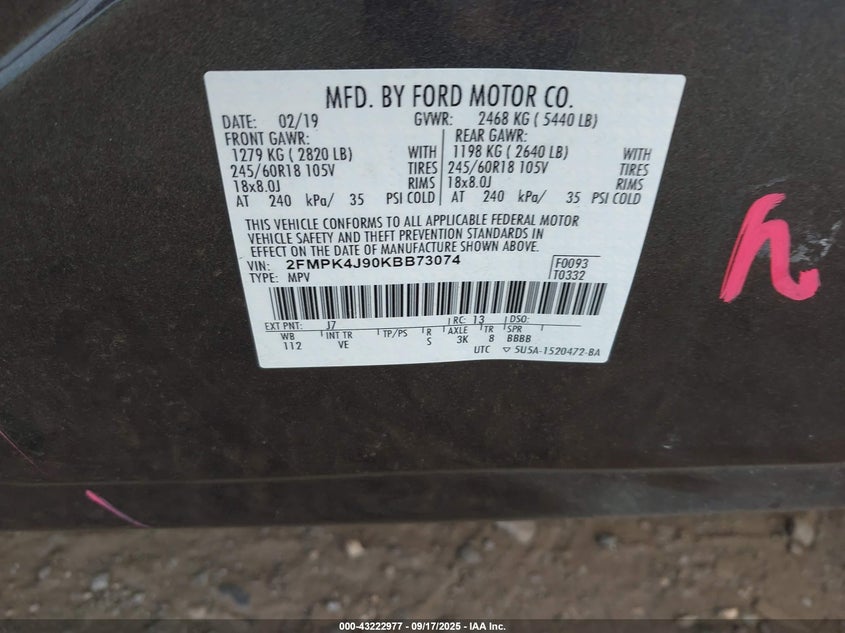 MFD. BY FORD MOTOR CO.
DATE: 02/19 GVWR: 2468 KG ( 5440 LB)
FRONT GAWR: REAR GAWR:
1279 KG ( 2820 LB) WITH 1198 KG ( 2640 LB) WITH
245/60R18 105V TIRES 245/60R18 105V TIRES
18x8.0J RIMS 18x8.0J RIMS
AT 240 kPa/ 35 PSI COLD AT 240 kPa/ 35 PSI COLD
THIS VEHICLE CONFORMS TO ALL APPLICABLE FEDERAL MOTOR
VEHICLE SAFETY AND THEFT PREVENTION STANDARDS IN
EFFECT ON THE DATE OF MANUFACTURE SHOWN ABOVE.
VIN: 2FMPK4J90KBB73074 F0093
TYPE: MPV T0332
EXT PNT: J7 RC: 13 DSO:
WB INT TR TP/PS R AXLE TR SPR
112 VE S 3K 8 BBBB
UTC ▽ 5U5A-1520472-BA
000-43222977 - 09/17/2025 - IAA Inc.